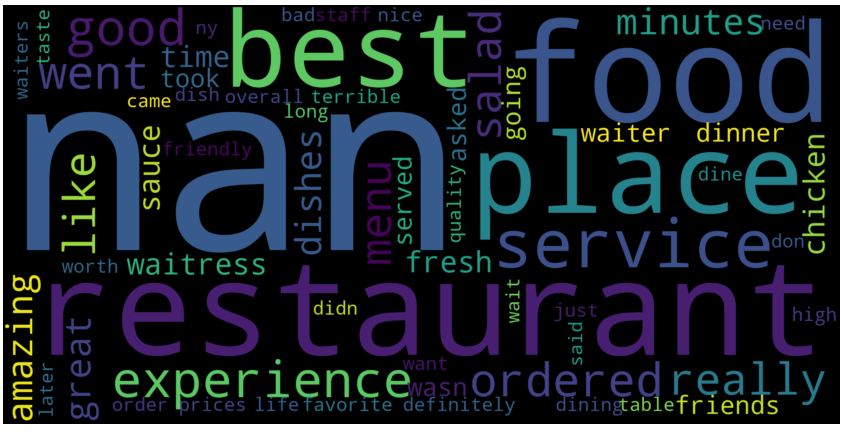 waiters
taste
good
ny
went
time
took
bad
staff
nice
best
minutes
need
salad
food
going
came
dish
overall
terrible
long
asked
waiter
dinner
nan
like
sauce
friendly
dishes
menu
served
quality
place
dine
chicken
worth
waitress
fresh
service
don
restaurant
amazing
great
later
didn
wait
just
said
high
experience
want
wasn
ordered
really
order
prices
life
favorite
definitely
dining
table
friends